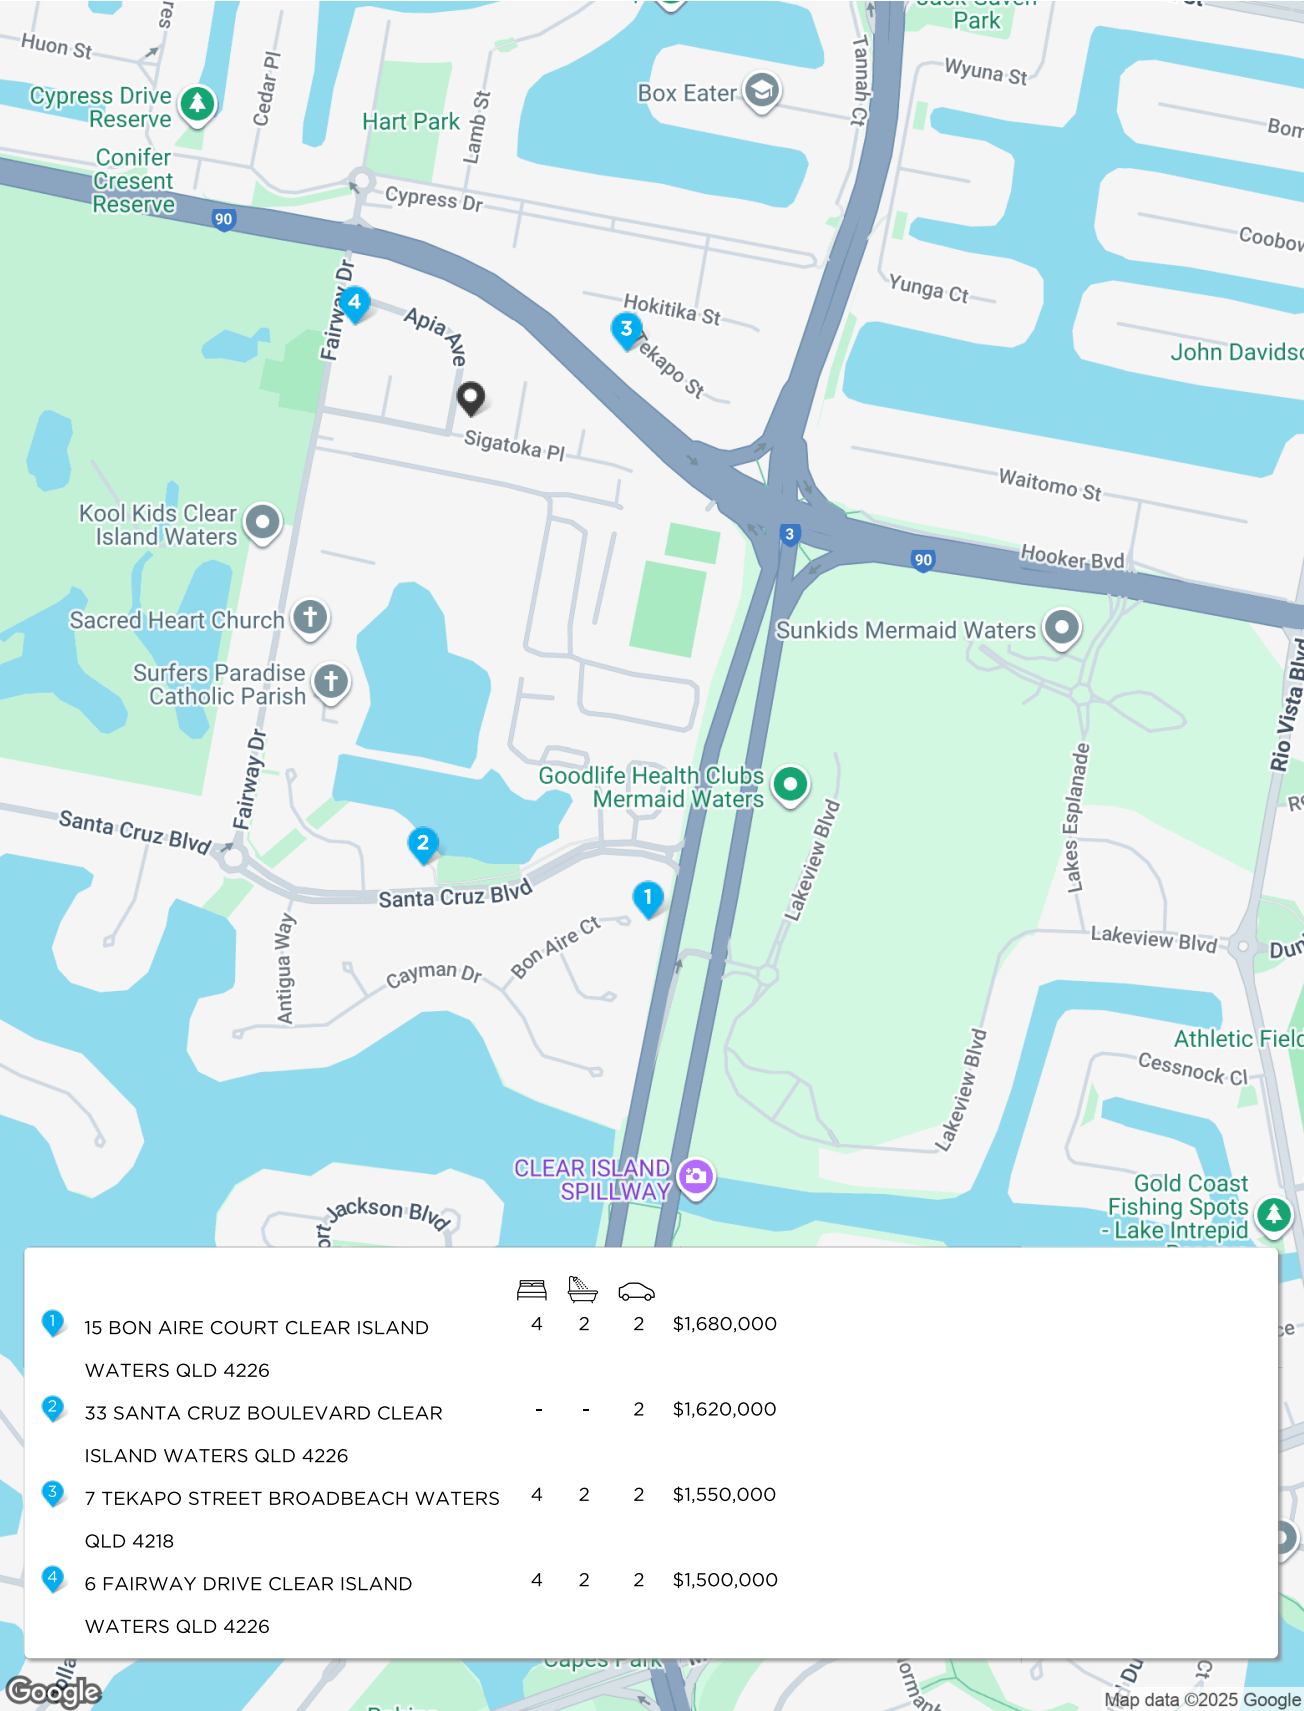 Jack Guven
Park
Huon St
Cedar Pl
Lamb St
Tannah Ct
Wyuna St
Box Eater
Cypress Drive
Reserve
Hart Park
Conifer
Cresent
Reserve
Cypress Dr
90
Coobow
Yunga Ct
Fairway Dr
4
Apia Ave
Hokitika St
3
Tekapo St
John Davidso
Sigatoka Pl
Waitomo St
Kool Kids Clear
Island Waters
3
90
Hooker Bvd
Sacred Heart Church
Sunkids Mermaid Waters
Surfers Paradise
Catholic Parish
Rio Vista Blvd
Fairway Dr
Goodlife Health Clubs
Mermaid Waters
Lakes Esplanade
Lakeview Blvd
Santa Cruz Blvd
2
Santa Cruz Blvd
1
Antigua Way
Bon Aire Ct
Cayman Dr
Lakeview Blvd
Lakeview Blvd
Athletic Field
Cessnock Cl
CLEAR ISLAND
SPILLWAY
Gold Coast
Fishing Spots
- Lake Intrepid
ort Jackson Blvd
1 15 BON AIRE COURT CLEAR ISLAND 4 2 2 $1,680,000
WATERS QLD 4226
2 33 SANTA CRUZ BOULEVARD CLEAR - - 2 $1,620,000
ISLAND WATERS QLD 4226
3 7 TEKAPO STREET BROADBEACH WATERS 4 2 2 $1,550,000
QLD 4218
4 6 FAIRWAY DRIVE CLEAR ISLAND 4 2 2 $1,500,000
WATERS QLD 4226
Capes Park
Google
Map data ©2025 Google